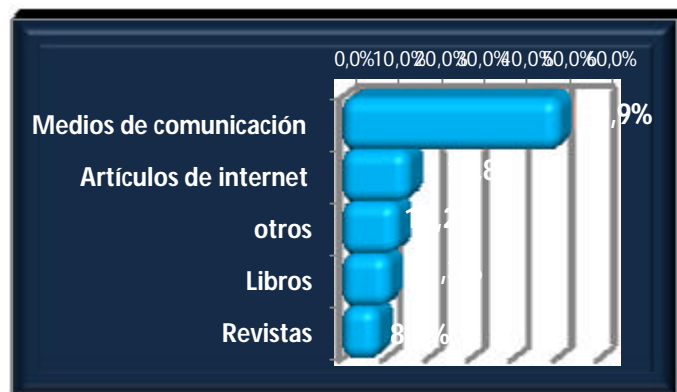 0,0%10,0%20,0%30,0%40,0%50,0%60,0%
Medios de comunicación
Artículos de internet
otros
Libros
Revistas